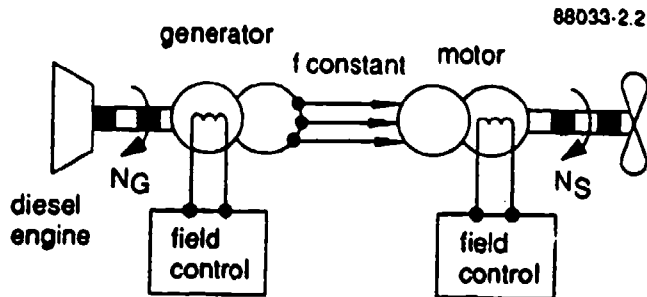 88033-2.2
generator
f constant
motor
NG
NS
diesel
engine
field
control
field
control